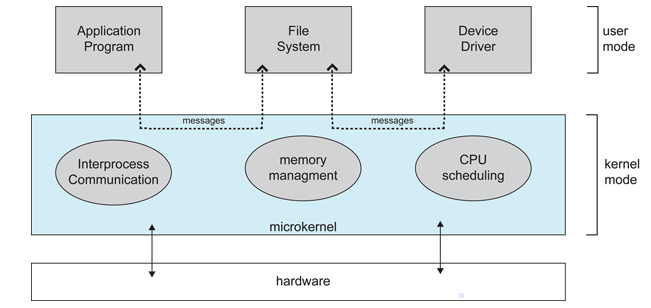 Application
Program
File
System
Device
Driver
user
mode
messages
messages
Interprocess
Communication
memory
managment
CPU
scheduling
kernel
mode
microkernel
hardware